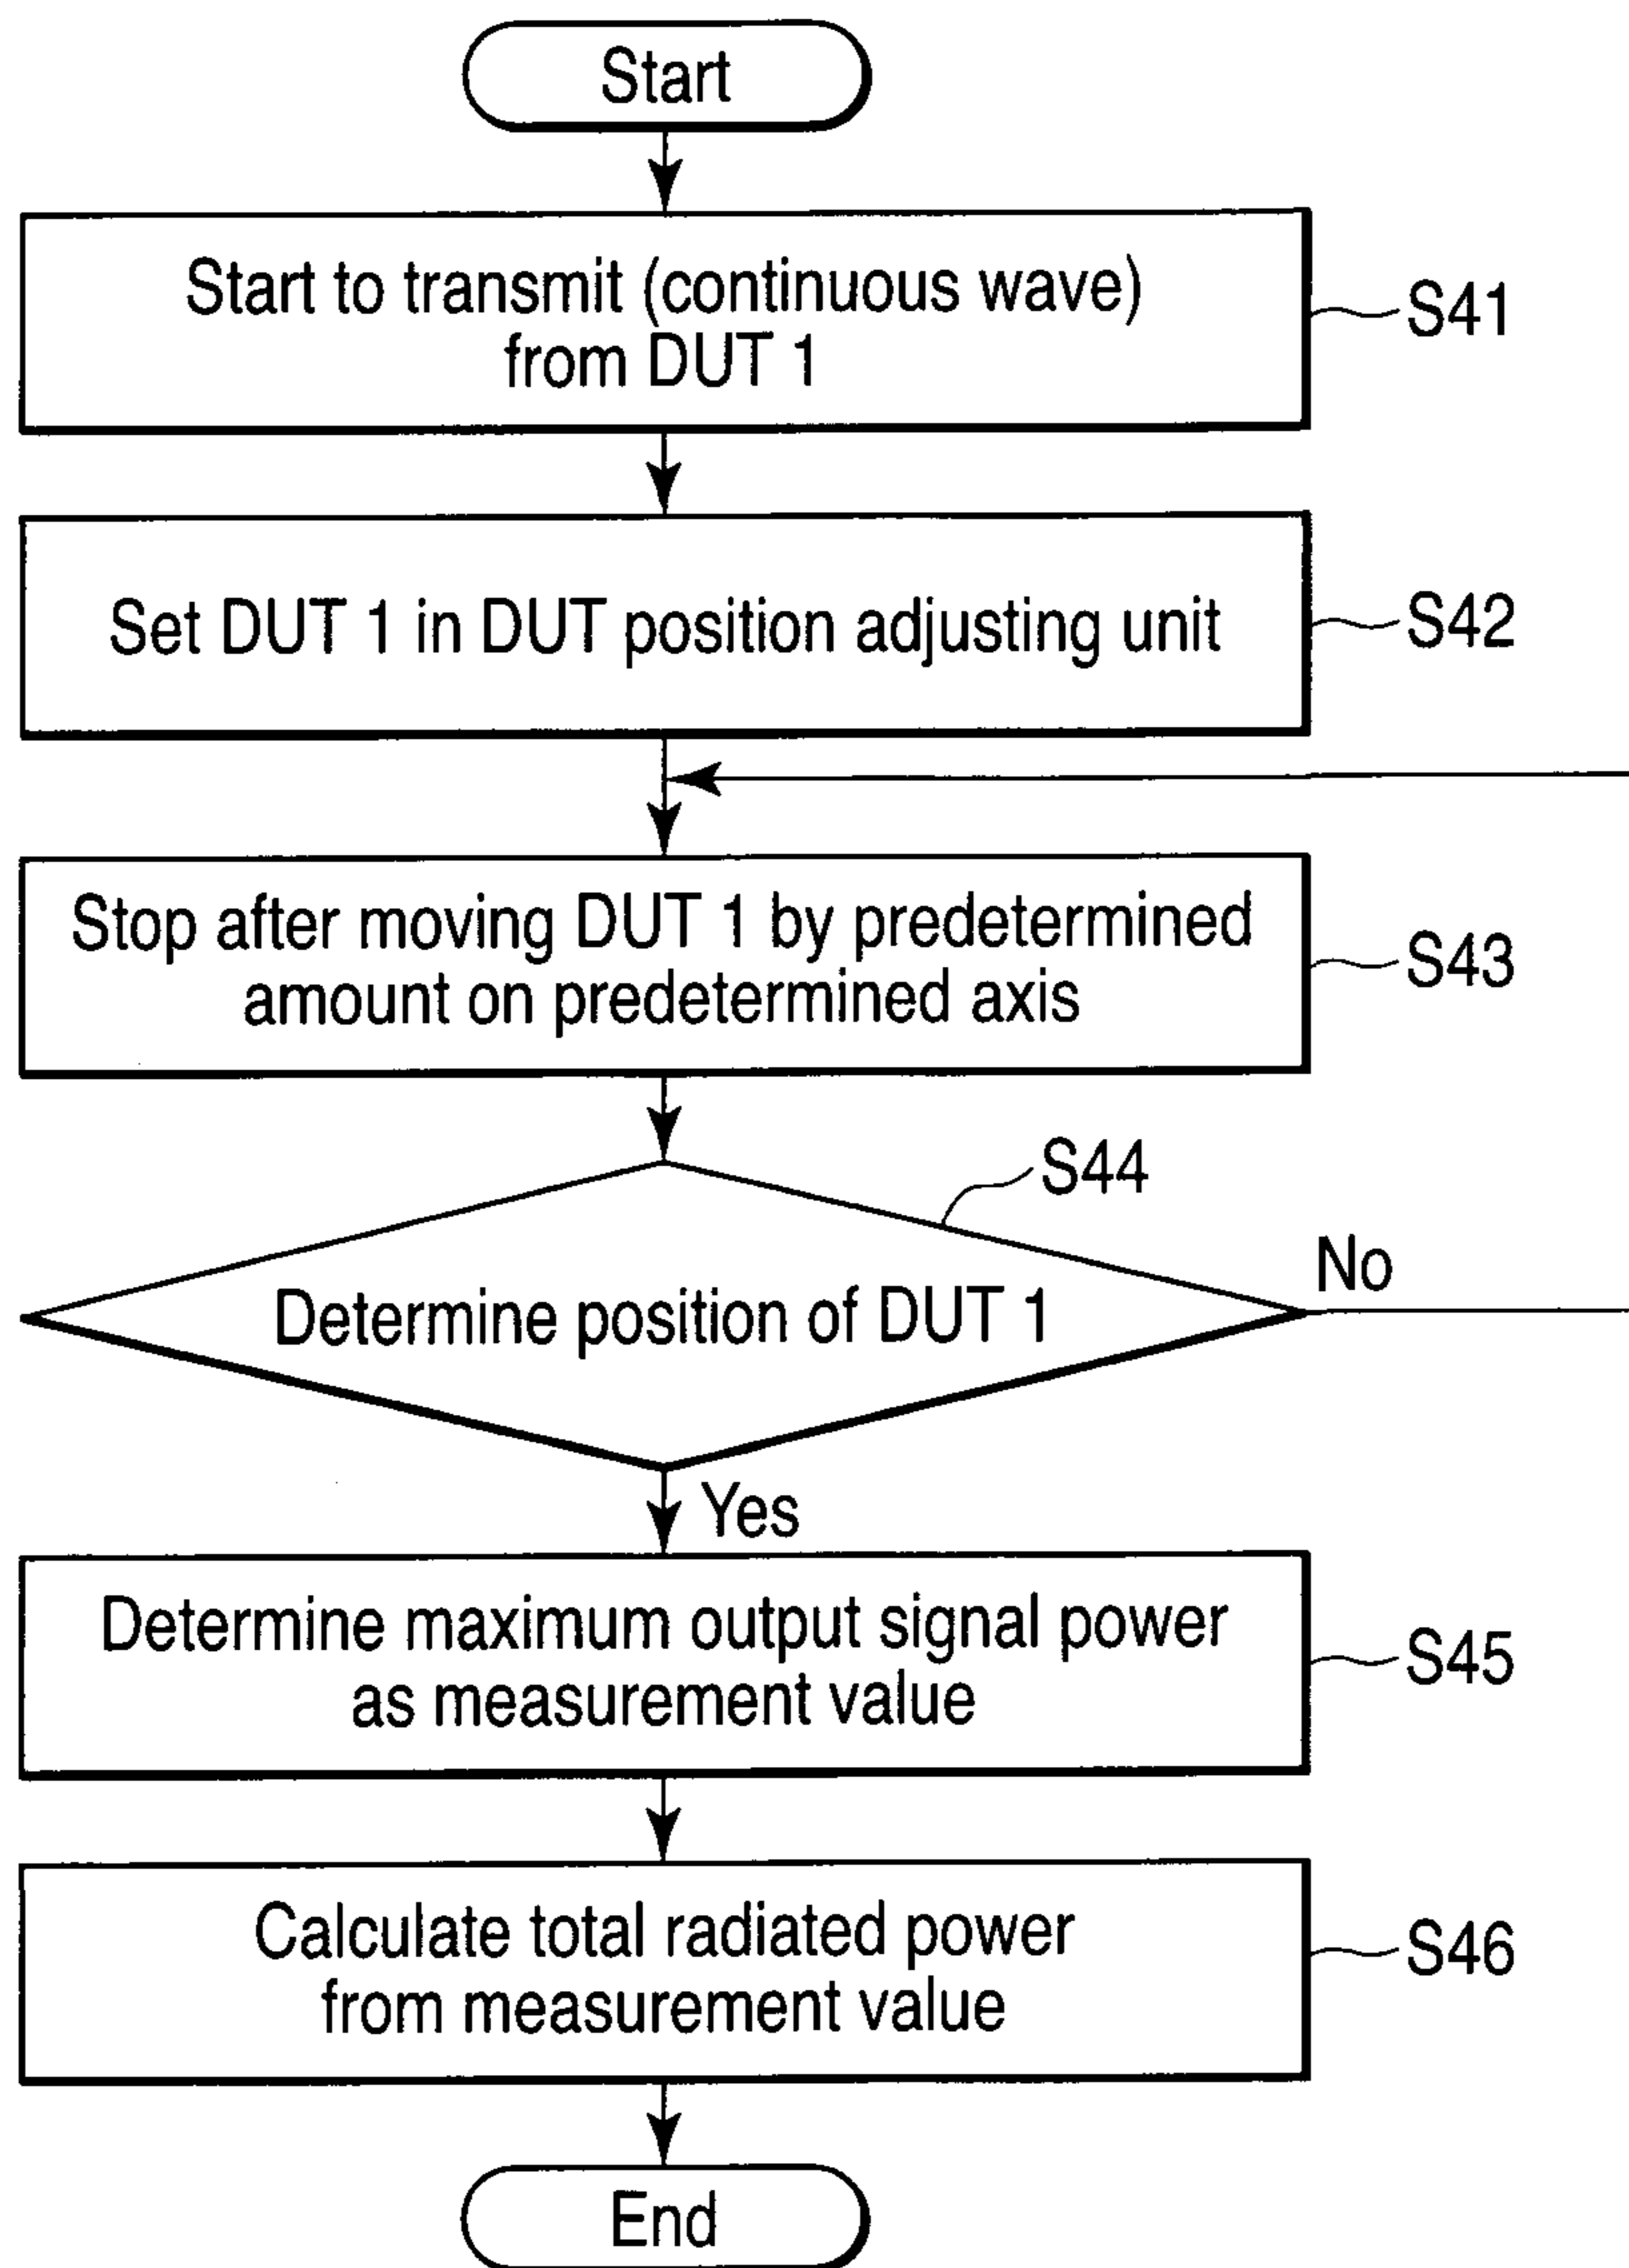 Start
Start to transmit (continuous wave)
from DUT 1
S41
Set DUT 1 in DUT position adjusting unit
S42
Stop after moving DUT 1 by predetermined
amount on predetermined axis
S43
S44
Determine position of DUT 1
No
Yes
Determine maximum output signal power
as measurement value
S45
Calculate total radiated power
from measurement value
S46
End